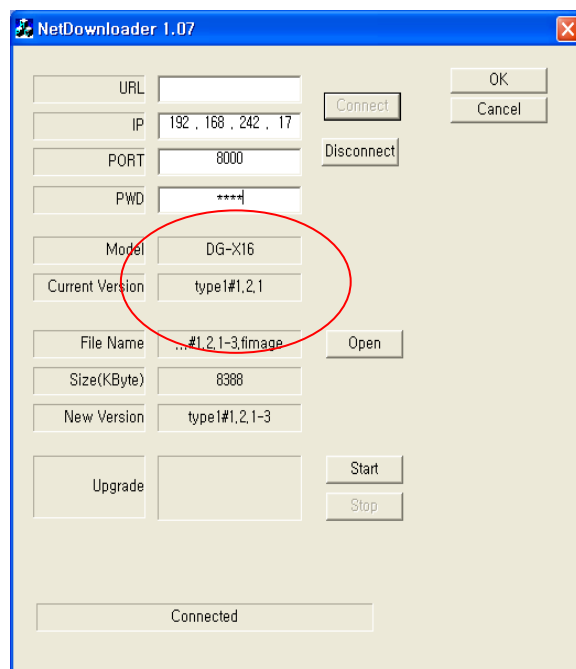 NetDownloader 1.07
URL
OK
Connect
Cancel
IP 192 , 168 , 242 , 17
PORT 8000
Disconnect
PWD ****
Model DG-X16
Current Version type1#1,2,1
File Name ,,,#1,2,1-3,fimage
Open
Size(KByte) 8388
New Version type1#1,2,1-3
Start
Upgrade
Stop
Connected